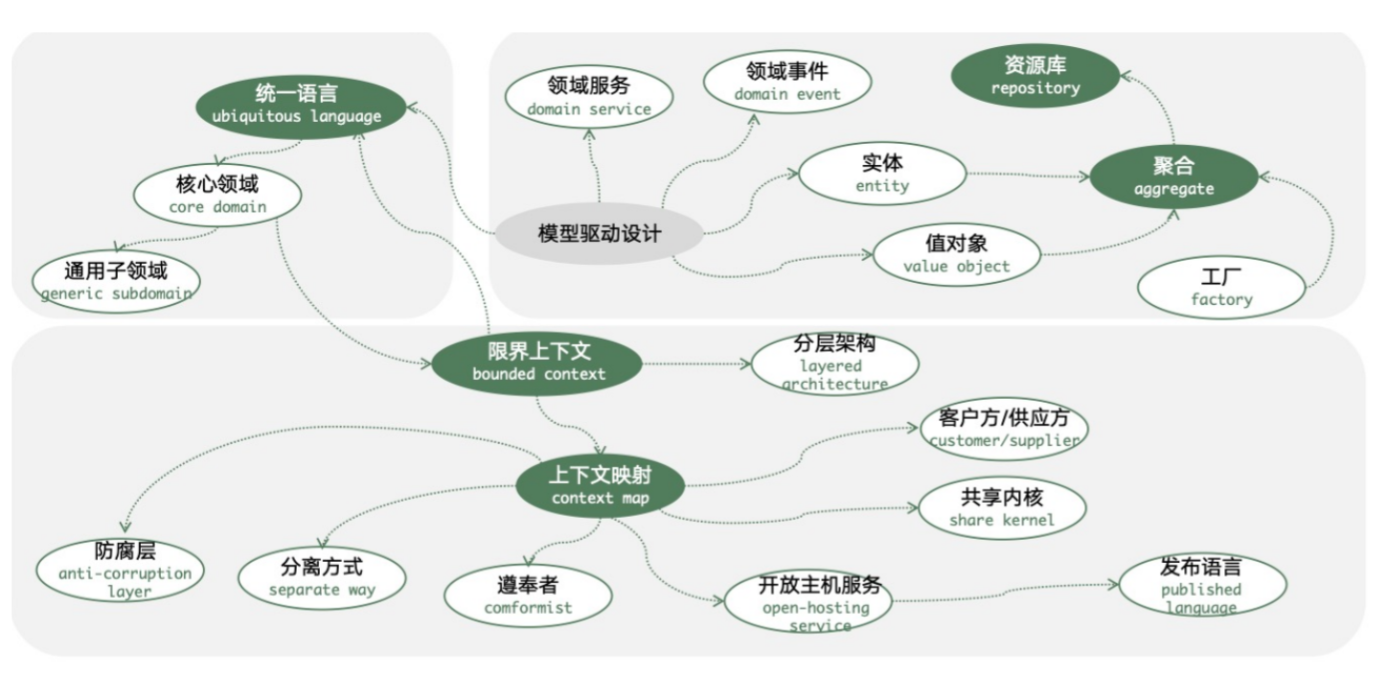 统一语言
ubiquitous language
核心领域
core domain
通用子领域
generic subdomain
领域服务
domain service
领域事件
domain event
资源库
repository
实体
entity
聚合
aggregate
模型驱动设计
值对象
value object
工厂
factory
限界上下文
bounded context
分层架构
layered
architecture
客户方/供应方
customer/supplier
上下文映射
context map
共享内核
share kernel
防腐层
anti-corruption
layer
分离方式
separate way
遵奉者
comformist
开放主机服务
open-hosting
service
发布语言
published
language